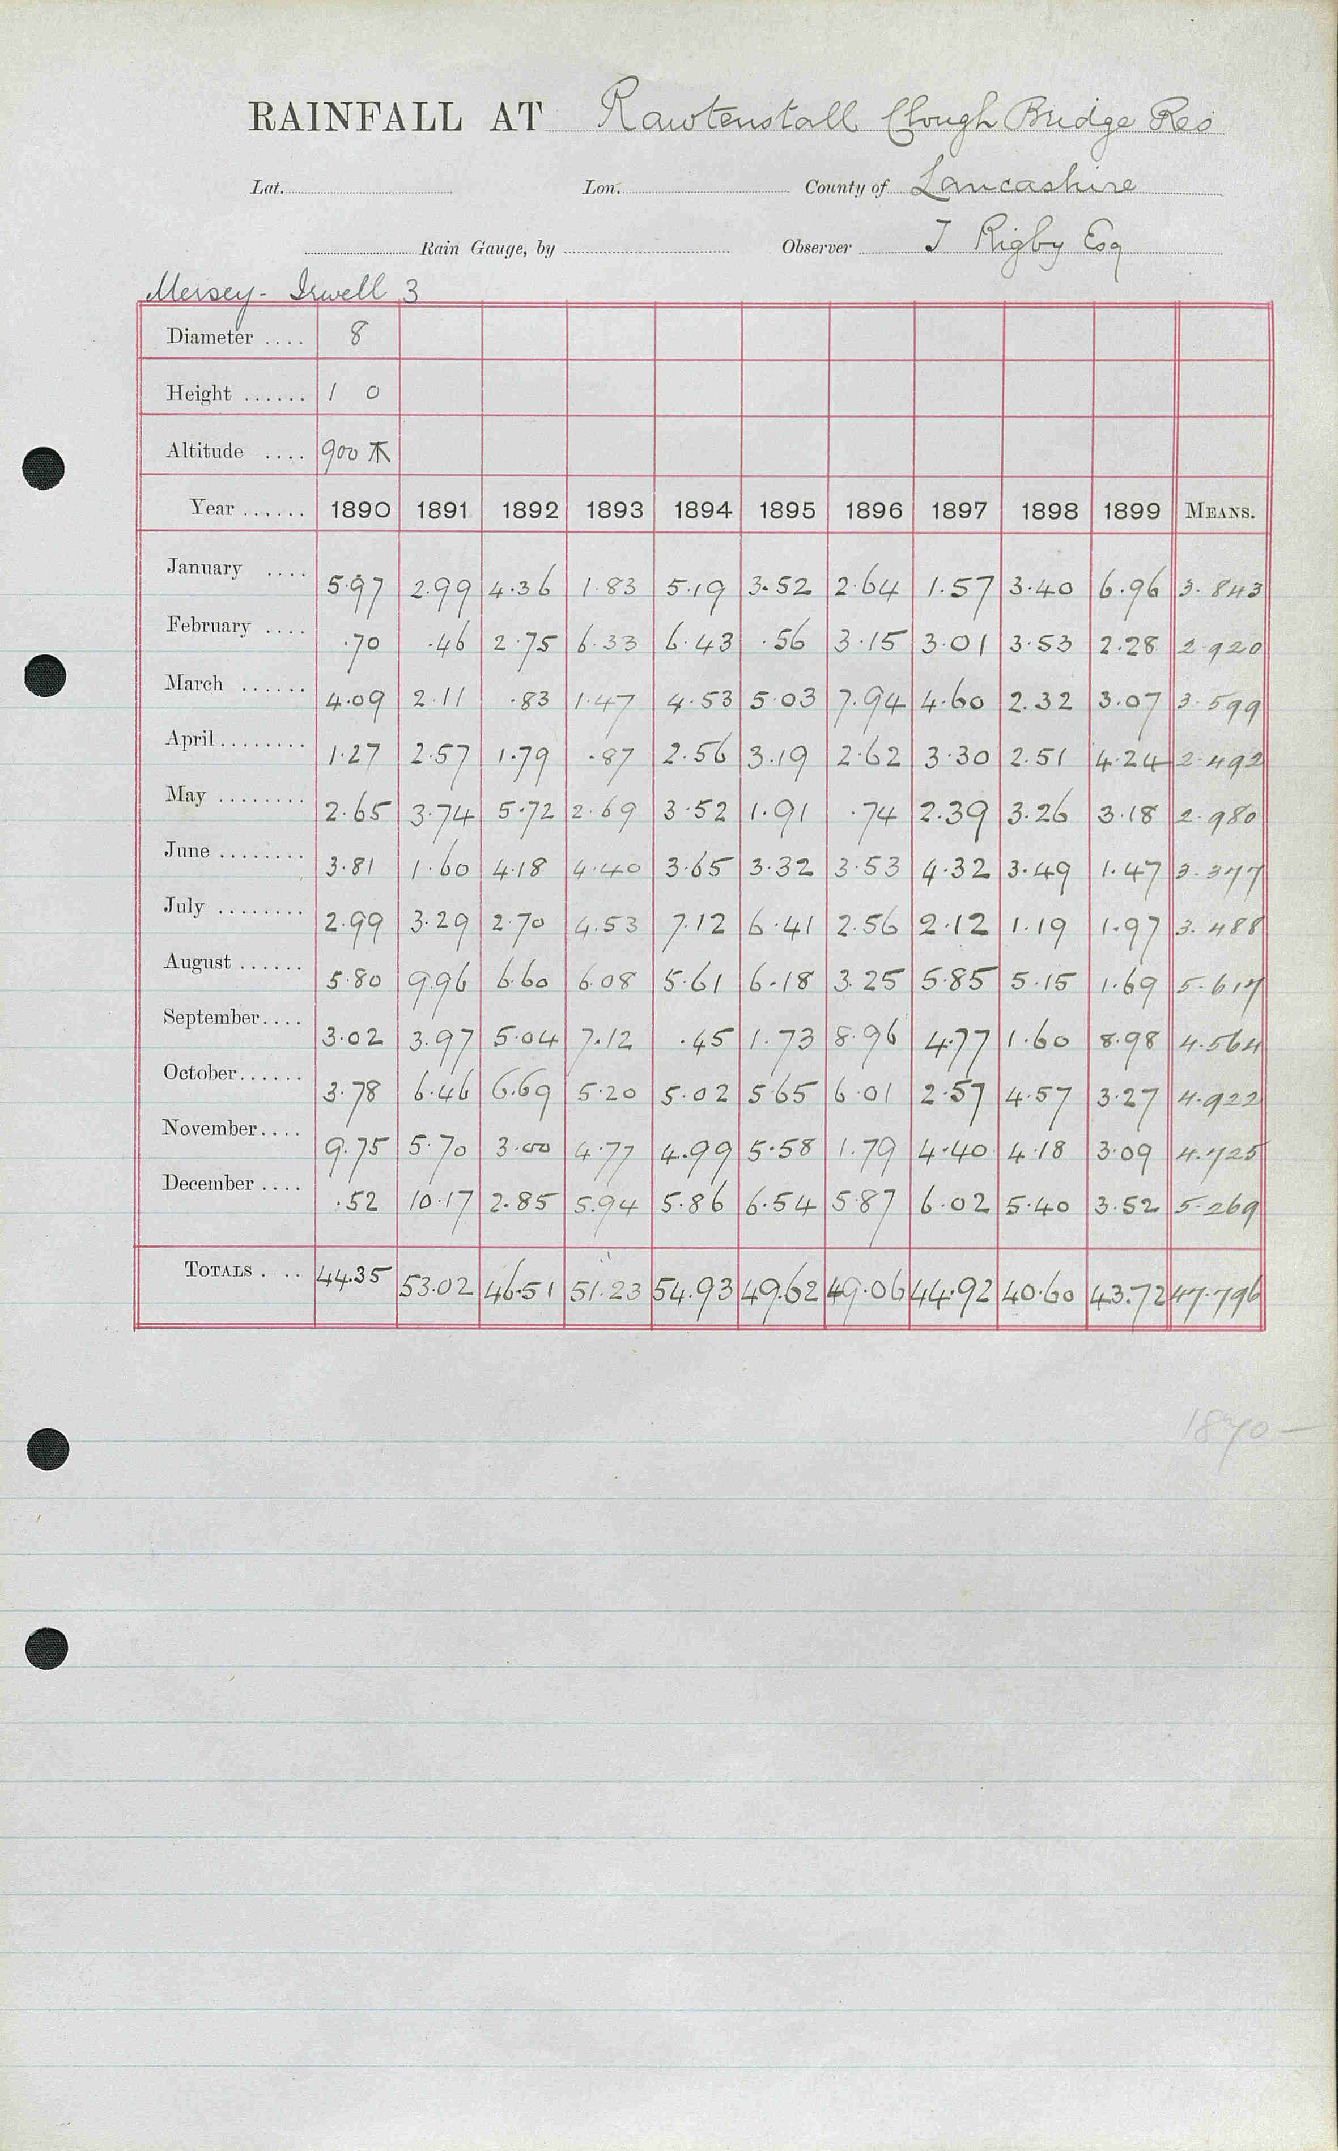 RAINFALL AT Rawtenstall Clough Bridge Res
Lat. Lon. County of Lancashire
Rain Gauge, by Observer J Rigby Esq
Mersey - Irwell 3
Diameter .... 8
Height ...... 1 0
Altitude .... 900
Year ...... 1890 1891 1892 1893 1894 1895 1896 1897 1898 1899 MEANS.
January .... 5.97 2.99 4.36 1.83 5.19 3.52 2.64 1.57 3.40 6.96 3.843
February .... .70 .46 2.75 6.33 6.43 .56 3.15 3.01 3.53 2.28 2.920
March ...... 4.09 2.11 .83 1.47 4.53 5.03 7.94 4.60 2.32 3.07 3.599
April........ 1.27 2.57 1.79 .87 2.56 3.19 2.62 3.30 2.51 4.24 2.492
May ........ 2.65 3.74 5.72 2.69 3.52 1.91 .74 2.39 3.26 3.18 2.980
June ........ 3.81 1.60 4.18 4.40 3.65 3.32 3.53 4.32 3.49 1.47 3.377
July ........ 2.99 3.29 2.70 4.53 7.12 6.41 2.56 2.12 1.19 1.97 3.488
August ...... 5.80 9.96 6.60 6.08 5.61 6.18 3.25 5.85 5.15 1.69 5.617
September.... 3.02 3.97 5.04 7.12 .45 1.73 8.96 4.77 1.60 8.98 4.564
October...... 3.78 6.46 6.69 5.20 5.02 5.65 6.01 2.57 4.57 3.27 4.922
November.... 9.75 5.70 3.00 4.77 4.99 5.58 1.79 4.40 4.18 3.09 4.725
December .... .52 10.17 2.85 5.94 5.86 6.54 5.87 6.02 5.40 3.52 5.269
TOTALS . ... 44.35 53.02 46.51 51.23 54.93 49.62 49.06 44.92 40.60 43.72 47.796
1870 —